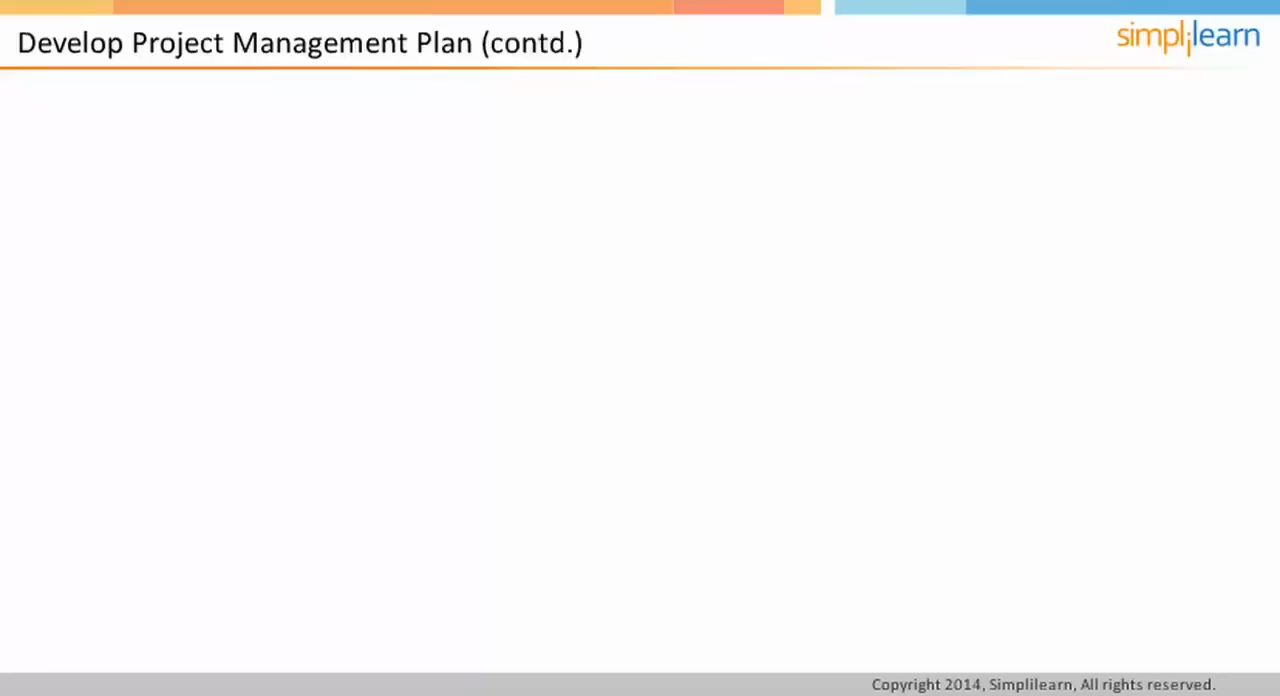 Develop Project Management Plan (contd.)
simplilearn
Copyright 2014, Simplilearn, All rights reserved.